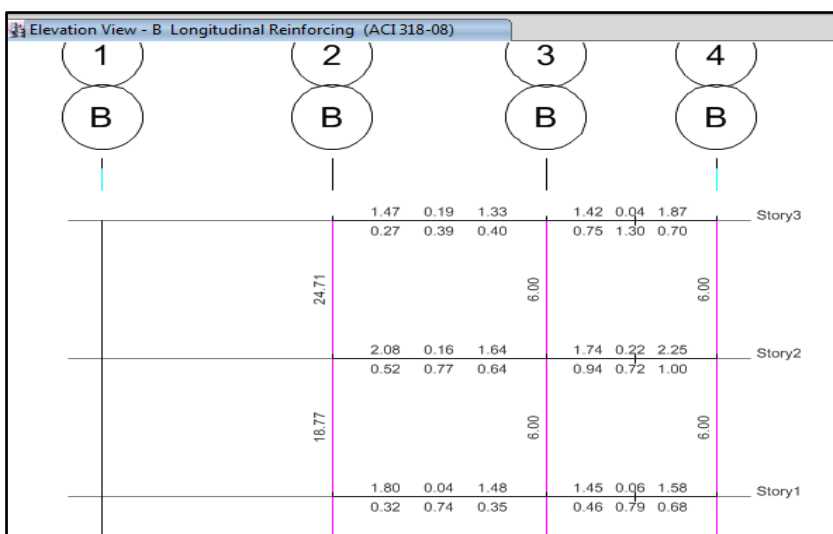 Elevation View - B Longitudinal Reinforcing (ACI 318-08)
1 2 3 4
B B B B
1.47 0.19 1.33 1.42 0.04 1.87 Story3
0.27 0.39 0.40 0.75 1.30 0.70
24.71 6.00 6.00
2.08 0.16 1.64 1.74 0.22 2.25 Story2
0.52 0.77 0.64 0.94 0.72 1.00
18.77 6.00 6.00
1.80 0.04 1.48 1.45 0.06 1.58 Story1
0.32 0.74 0.35 0.46 0.79 0.68